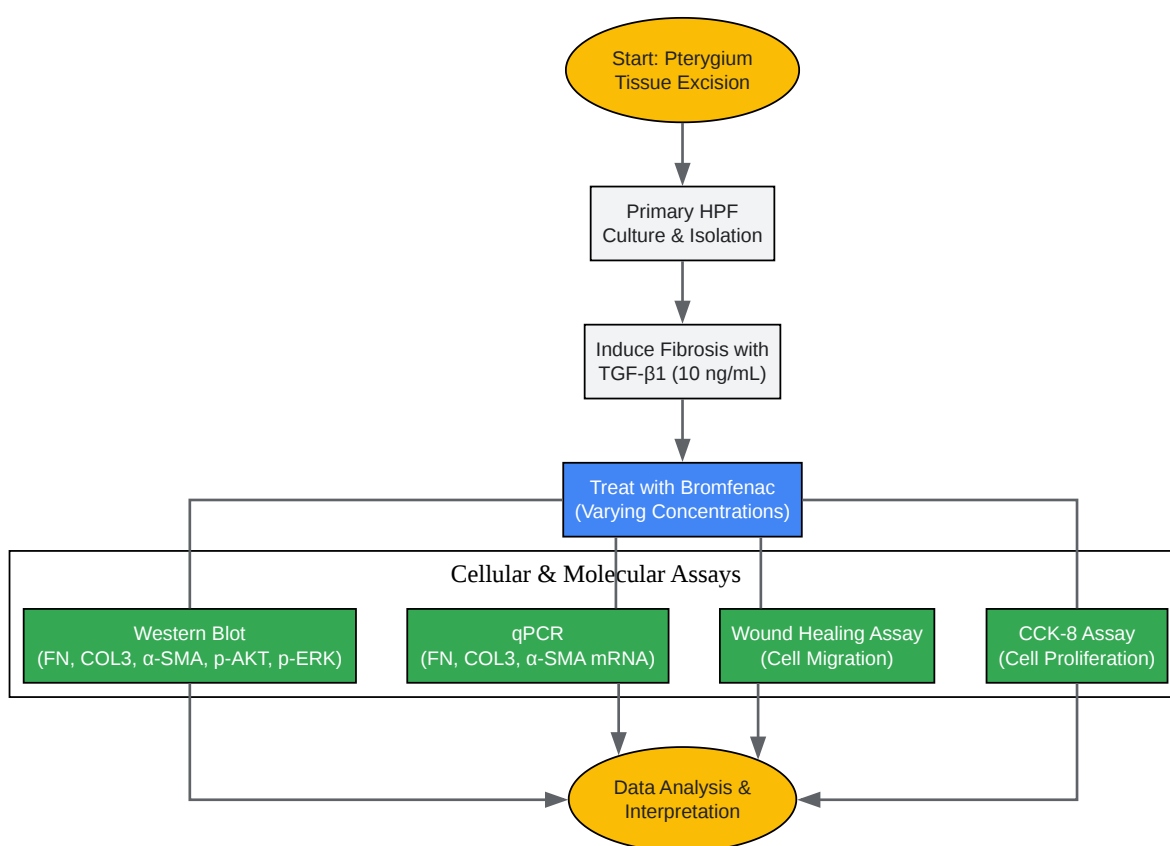 Start: Pterygium
Tissue Excision
Primary HPF
Culture & Isolation
Induce Fibrosis with
TGF-β1 (10 ng/mL)
Treat with Bromfenac
(Varying Concentrations)
Cellular & Molecular Assays
Western Blot
(FN, COL3, α-SMA, p-AKT, p-ERK)
qPCR
(FN, COL3, α-SMA mRNA)
Wound Healing Assay
(Cell Migration)
CCK-8 Assay
(Cell Proliferation)
Data Analysis &
Interpretation